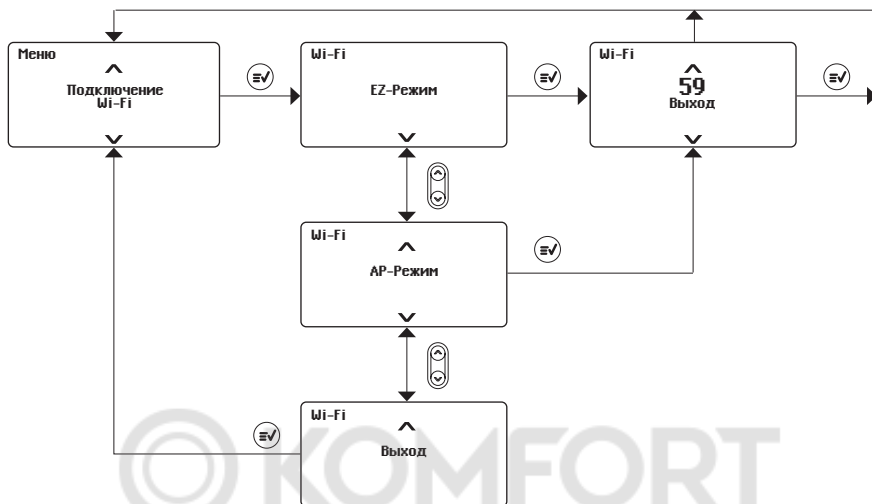 Меню
Подключение
Wi-Fi
Wi-Fi
EZ-Режим
Wi-Fi
59
Выход
Wi-Fi
AP-Режим
Wi-Fi
Выход
KOMFORT